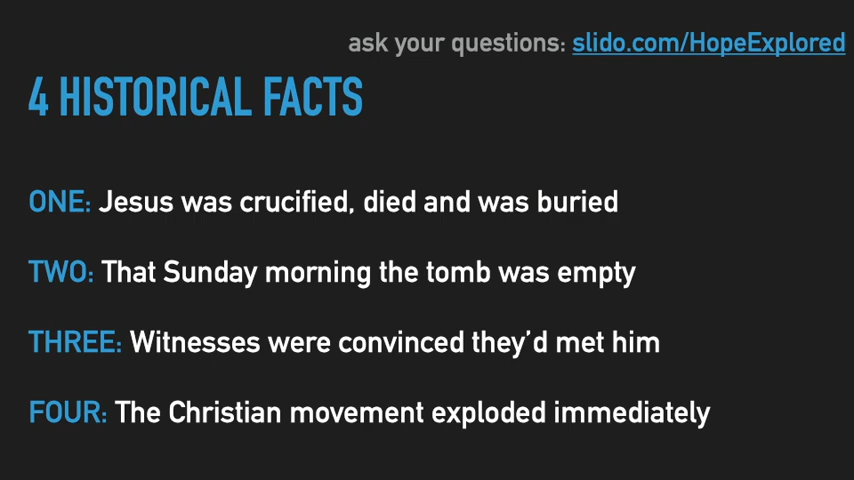 ask your questions: slido.com/HopeExplored
4 HISTORICAL FACTS
ONE: Jesus was crucified, died and was buried
TWO: That Sunday morning the tomb was empty
THREE: Witnesses were convinced they'd met him
FOUR: The Christian movement exploded immediately